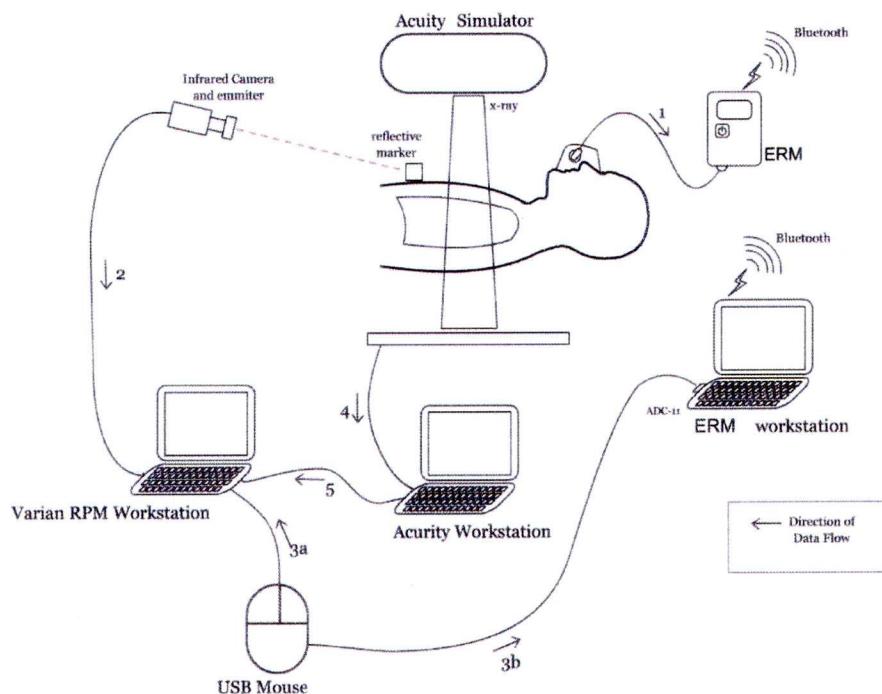 Acuity Simulator
Bluetooth
Infrared Camera
and emmiter
x-ray
1
reflective
marker
ERM
Bluetooth
2
4
ADC-11
ERM workstation
5
Varian RPM Workstation
Acurity Workstation
3a
Direction of
Data Flow
3b
USB Mouse